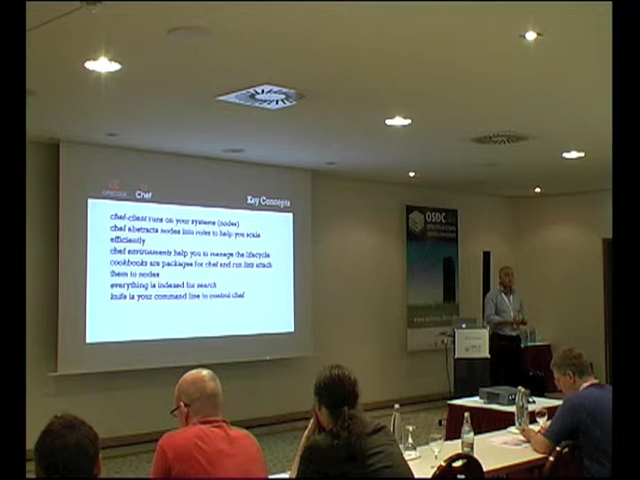 Chef
Key Concepts
chef-client runs on your systems (nodes)
chef abstracts nodes into roles to help you scale
efficiently
chef environments help you to manage the lifecycle
cookbooks are packages for chef and run lists attach
them to nodes
everything is indexed for search
knife is your command line to control chef
OSDC